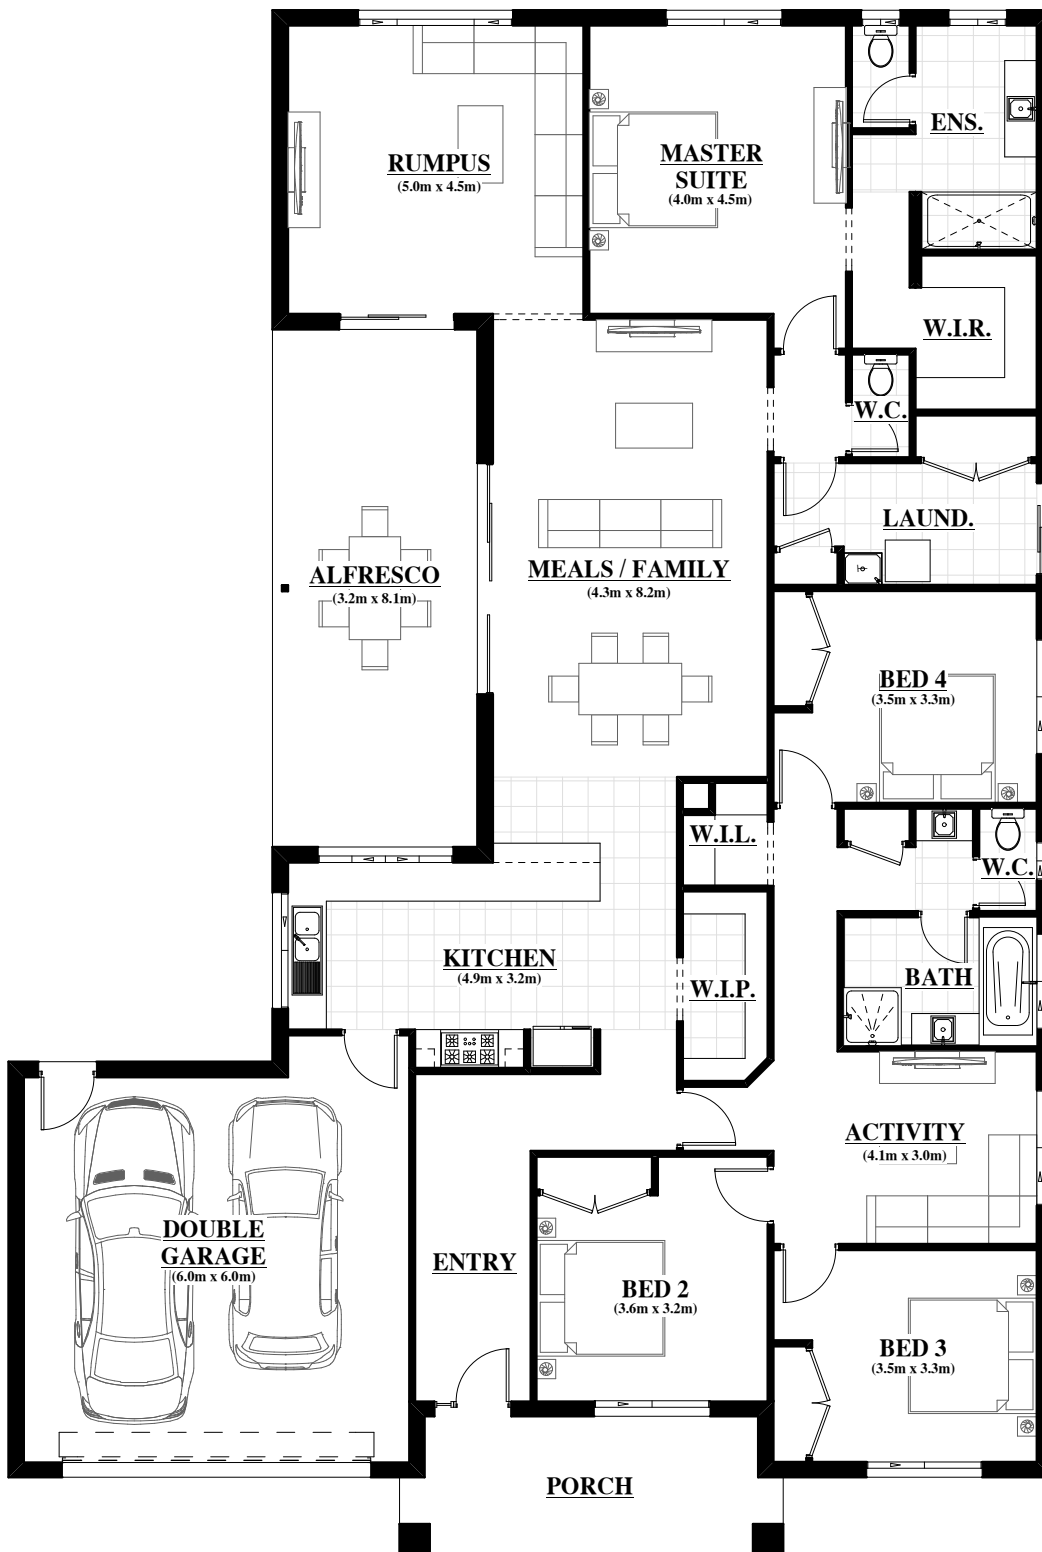 RUMPUS
(5.0m x 4.5m)
MASTER
SUITE
(4.0m x 4.5m)
ENS.
W.I.R.
W.C.
LAUND.
ALFRESCO
(3.2m x 8.1m)
MEALS / FAMILY
(4.3m x 8.2m)
BED 4
(3.5m x 3.3m)
W.I.L.
W.C.
KITCHEN
(4.9m x 3.2m)
W.I.P.
BATH
ACTIVITY
(4.1m x 3.0m)
DOUBLE
GARAGE
(6.0m x 6.0m)
ENTRY
BED 2
(3.6m x 3.2m)
BED 3
(3.5m x 3.3m)
PORCH